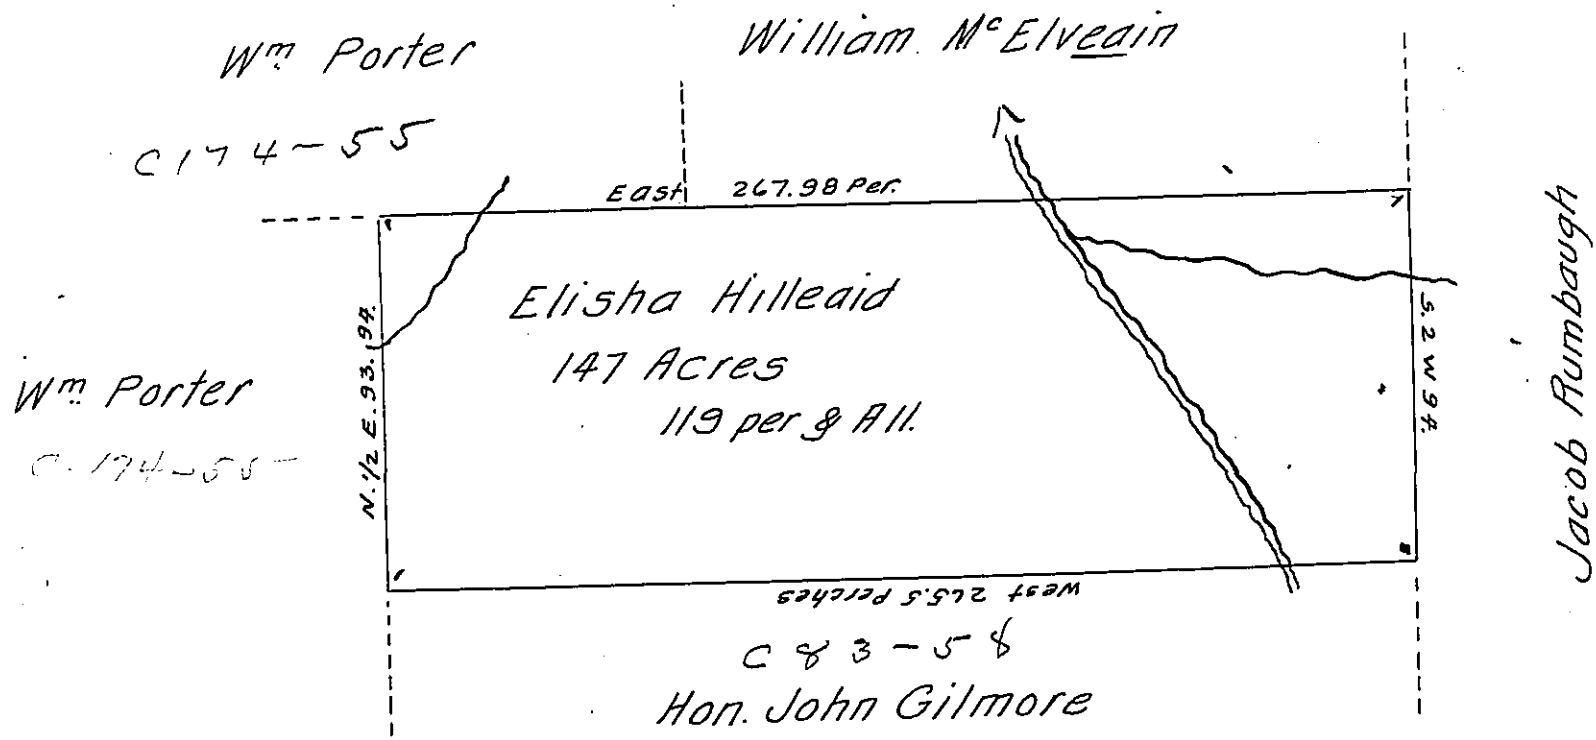 Wm Porter
William McElveain
C174-55
East 267.98 Per.
Elisha Hilleaid
147 Acres
119 per & All.
N. 1/2 E. 93.94.
S. 2 W 94.
Wm Porter
C. 174-55
Jacob Rumbaugh
West 265.5 Perches
C 83-58
Hon. John Gilmore